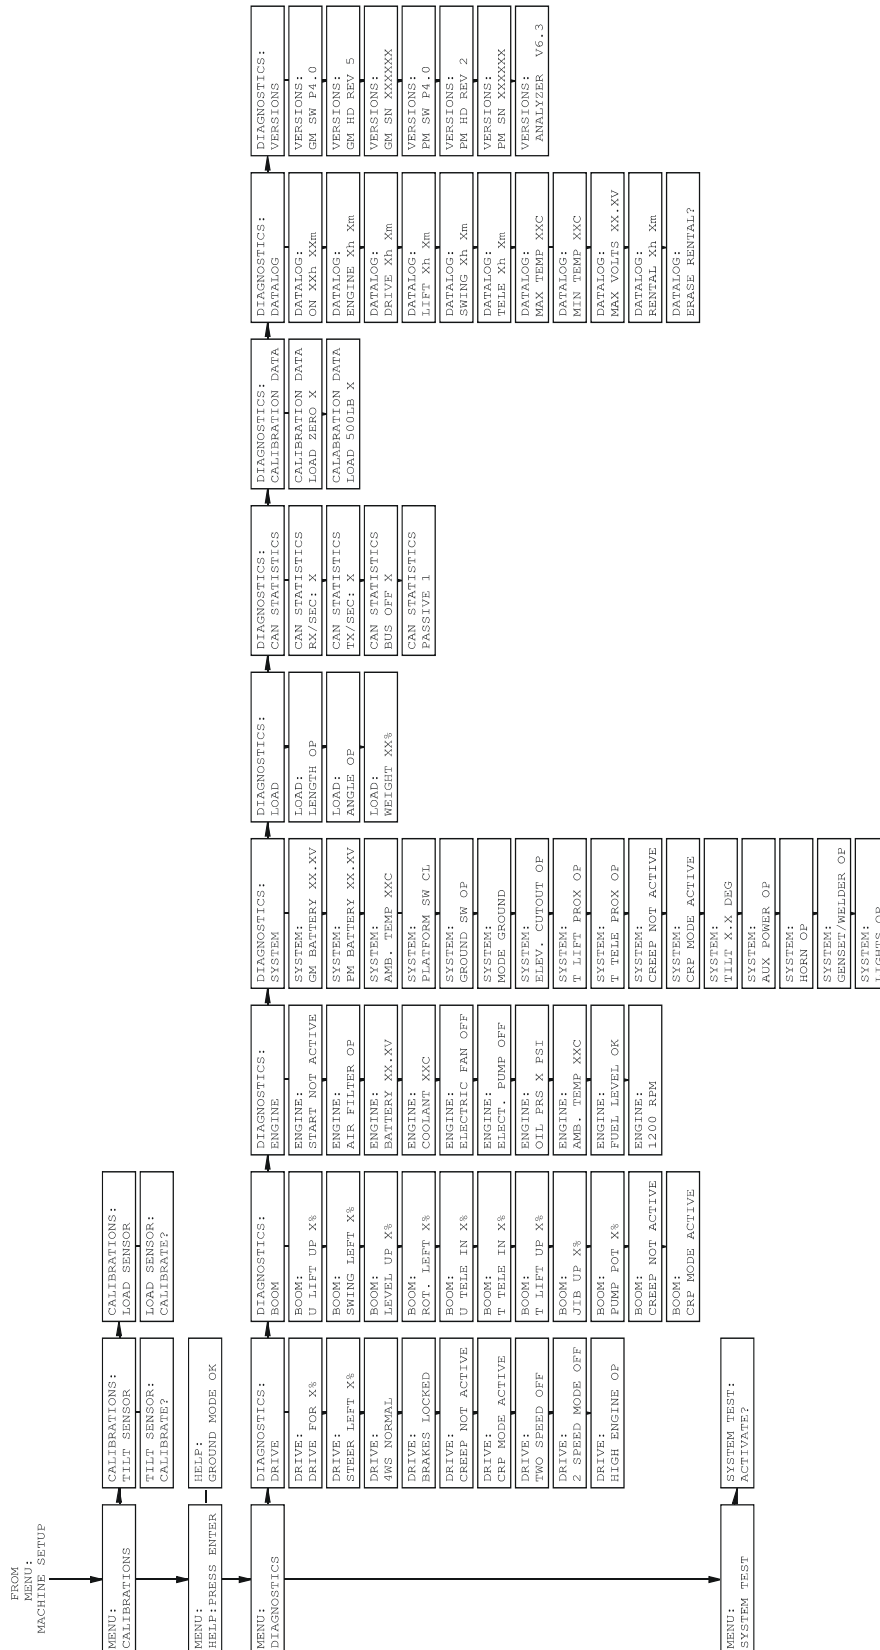 FROM
MENU:
MACHINE SETUP
MENU:
CALIBRATIONS
CALIBRATIONS:
TILT SENSOR
TILT SENSOR:
CALIBRATE?
CALIBRATIONS:
LOAD SENSOR
LOAD SENSOR:
CALIBRATE?
MENU:
HELP:PRESS ENTER
HELP:
GROUND MODE OK
MENU:
DIAGNOSTICS
DIAGNOSTICS:
DRIVE
DRIVE:
DRIVE FOR X%
DRIVE:
STEER LEFT X%
DRIVE:
4WS NORMAL
DRIVE:
BRAKES LOCKED
DRIVE:
CREEP NOT ACTIVE
DRIVE:
CRP MODE ACTIVE
DRIVE:
TWO SPEED OFF
DRIVE:
2 SPEED MODE OFF
DRIVE:
HIGH ENGINE OP
DIAGNOSTICS:
BOOM
BOOM:
U LIFT UP X%
BOOM:
SWING LEFT X%
BOOM:
LEVEL UP X%
BOOM:
ROT. LEFT X%
BOOM:
U TELE IN X%
BOOM:
T TELE IN X%
BOOM:
T LIFT UP X%
BOOM:
JIB UP X%
BOOM:
PUMP POT X%
BOOM:
CREEP NOT ACTIVE
BOOM:
CRP MODE ACTIVE
DIAGNOSTICS:
ENGINE
ENGINE:
START NOT ACTIVE
ENGINE:
AIR FILTER OP
ENGINE:
BATTERY XX.XV
ENGINE:
COOLANT XXC
ENGINE:
ELECTRIC FAN OFF
ENGINE:
ELECT. PUMP OFF
ENGINE:
OIL PRS X PSI
ENGINE:
AMB. TEMP XXC
ENGINE:
FUEL LEVEL OK
ENGINE:
1200 RPM
DIAGNOSTICS:
SYSTEM
SYSTEM:
GM BATTERY XX.XV
SYSTEM:
PM BATTERY XX.XV
SYSTEM:
AMB. TEMP XXC
SYSTEM:
PLATFORM SW CL
SYSTEM:
GROUND SW OP
SYSTEM:
MODE GROUND
SYSTEM:
ELEV. CUTOUT OP
SYSTEM:
T LIFT PROX OP
SYSTEM:
T TELE PROX OP
SYSTEM:
CREEP NOT ACTIVE
SYSTEM:
CRP MODE ACTIVE
SYSTEM:
TILT X.X DEG
SYSTEM:
AUX POWER OP
SYSTEM:
HORN OP
SYSTEM:
GENSET/WELDER OP
SYSTEM:
LIGHTS OP
DIAGNOSTICS:
LOAD
LOAD:
LENGTH OP
LOAD:
ANGLE OP
LOAD:
WEIGHT XX%
DIAGNOSTICS:
CAN STATISTICS
CAN STATISTICS
RX/SEC: X
CAN STATISTICS
TX/SEC: X
CAN STATISTICS
BUS OFF X
CAN STATISTICS
PASSIVE 1
DIAGNOSTICS:
CALIBRATION DATA
CALIBRATION DATA
LOAD ZERO X
CALABRATION DATA
LOAD 500LB X
DIAGNOSTICS:
DATALOG
DATALOG:
ON XXh XXm
DATALOG:
ENGINE Xh Xm
DATALOG:
DRIVE Xh Xm
DATALOG:
LIFT Xh Xm
DATALOG:
SWING Xh Xm
DATALOG:
TELE Xh Xm
DATALOG:
MAX TEMP XXC
DATALOG:
MIN TEMP XXC
DATALOG:
MAX VOLTS XX.XV
DATALOG:
RENTAL Xh Xm
DATALOG:
ERASE RENTAL?
DIAGNOSTICS:
VERSIONS
VERSIONS:
GM SW P4.0
VERSIONS:
GM HD REV 5
VERSIONS:
GM SN XXXXXX
VERSIONS:
PM SW P4.0
VERSIONS:
PM HD REV 2
VERSIONS:
PM SN XXXXXX
VERSIONS:
ANALYZER V6.3
MENU:
SYSTEM TEST
SYSTEM TEST:
ACTIVATE?